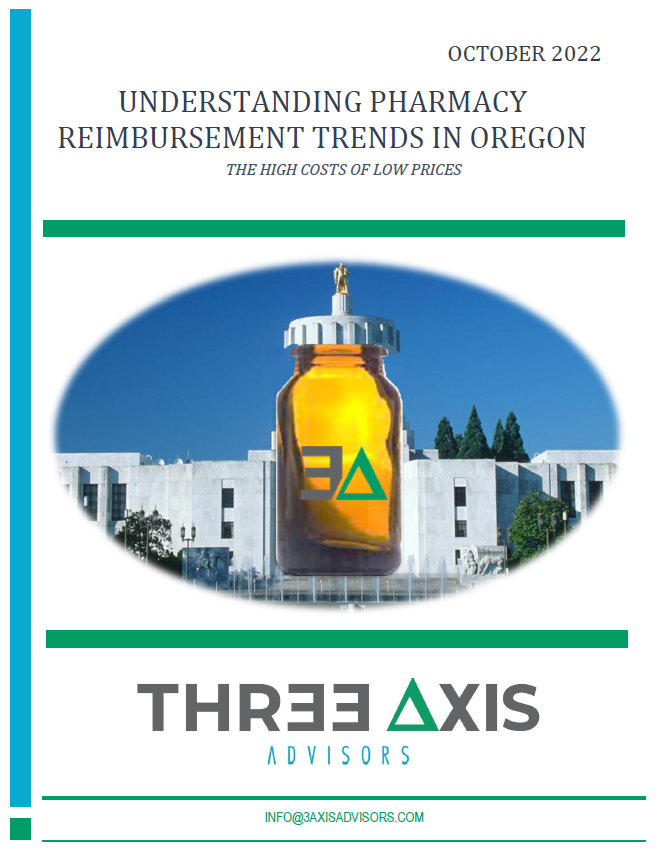 OCTOBER 2022
UNDERSTANDING PHARMACY
REIMBURSEMENT TRENDS IN OREGON
THE HIGH COSTS OF LOW PRICES
3A
THREE AXIS
ADVISORS
INFO@3AXISADVISORS.COM